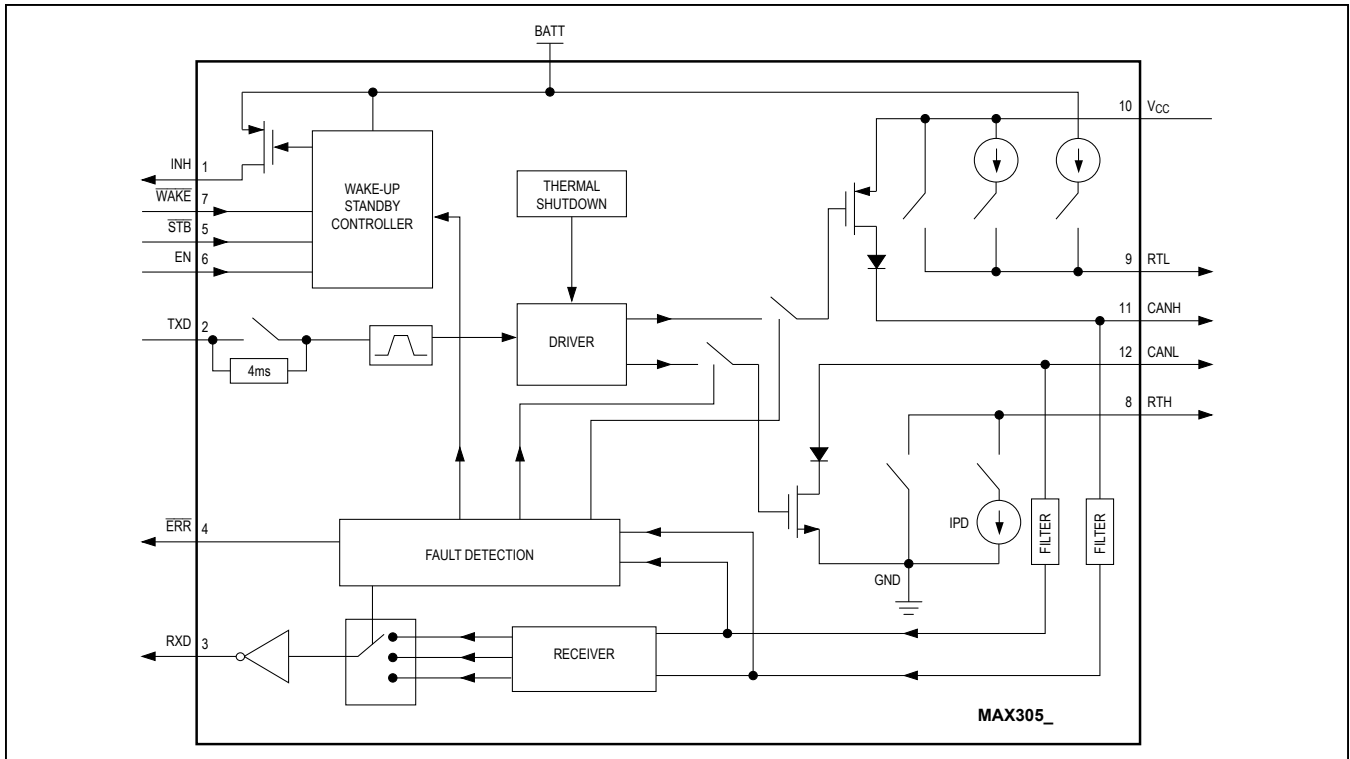 BATT
10 VCC
INH 1
WAKE 7
STB 5
EN 6
WAKE-UP
STANDBY
CONTROLLER
THERMAL
SHUTDOWN
9 RTL
11 CANH
TXD 2
4ms
DRIVER
12 CANL
8 RTH
ERR 4
FAULT DETECTION
IPD
FILTER
FILTER
GND
RXD 3
RECEIVER
MAX305_